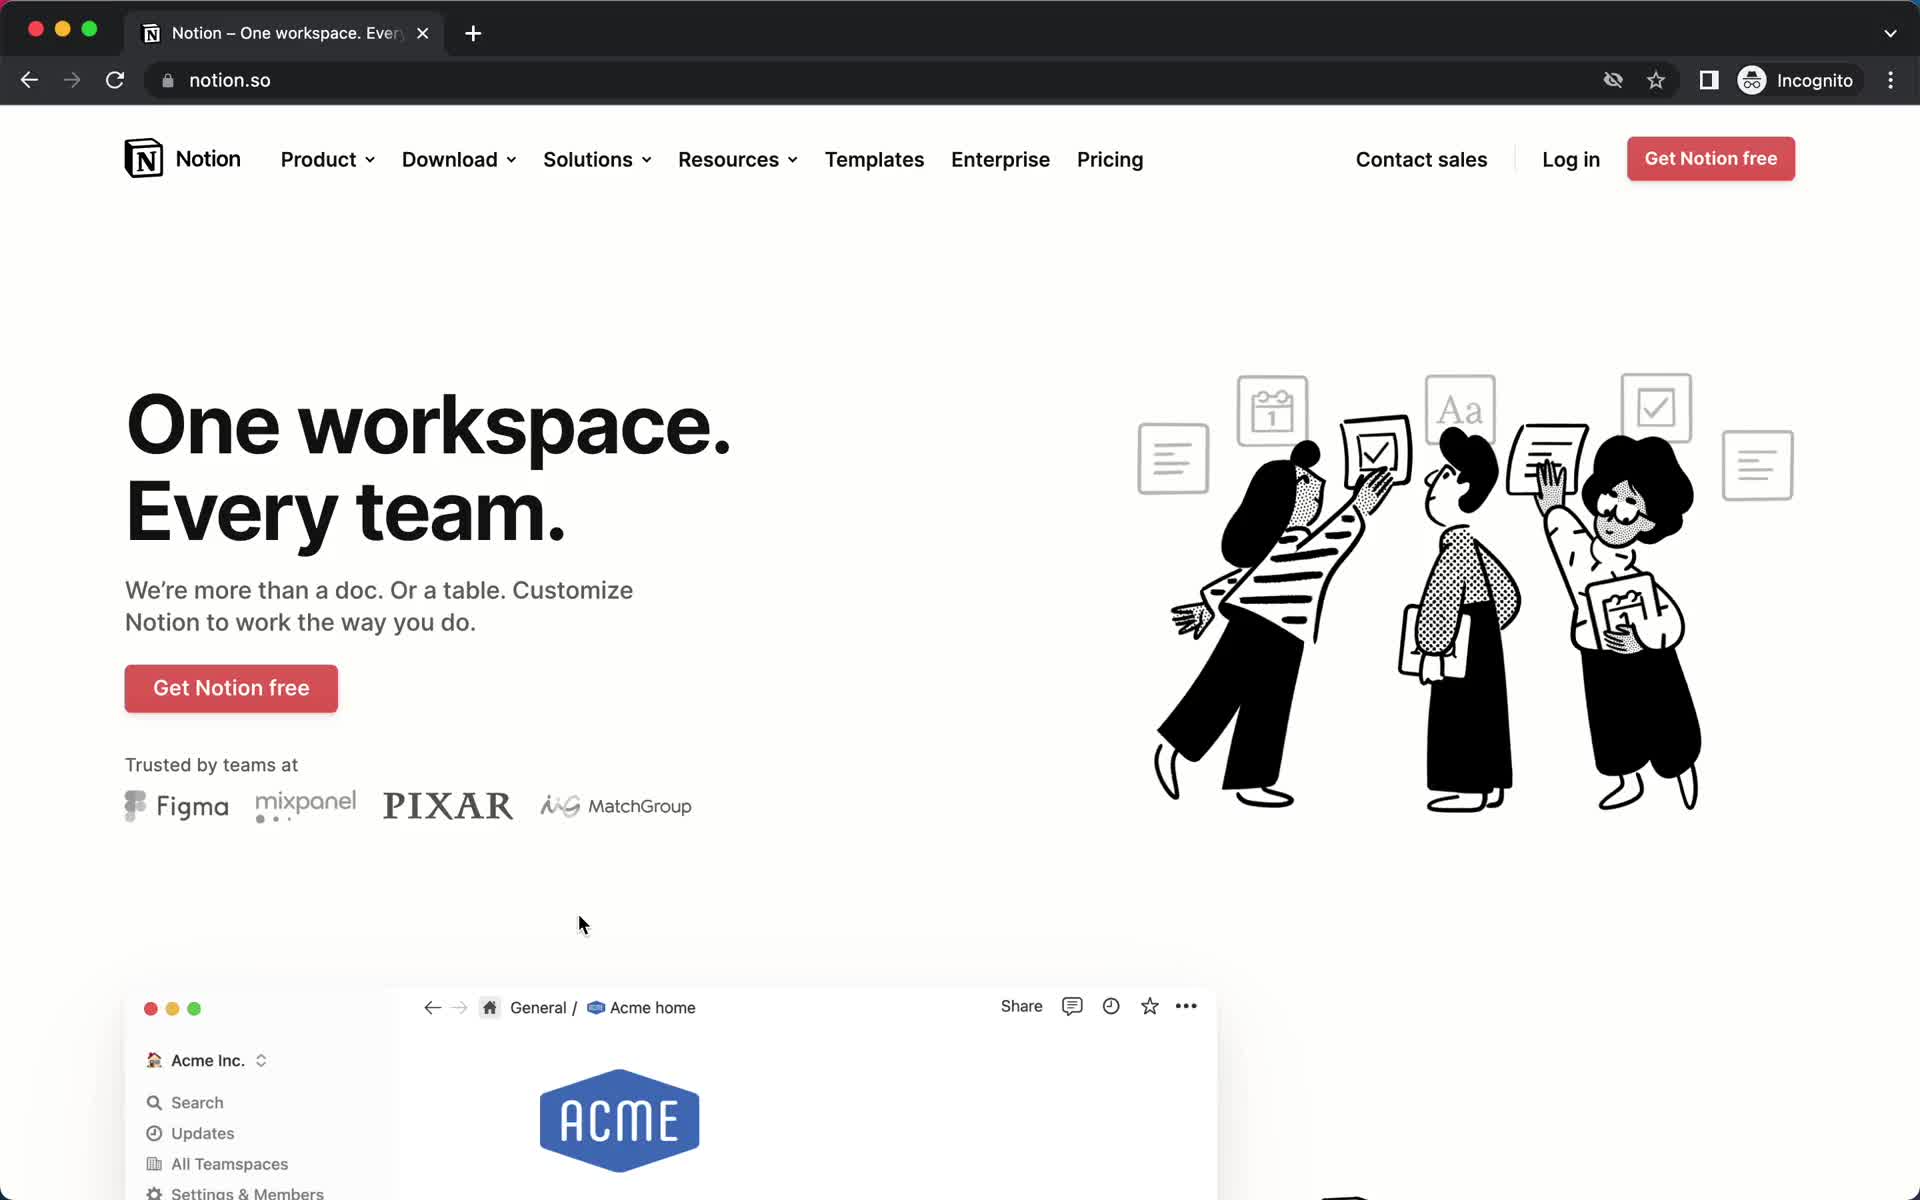 Notion – One workspace. Every
notion.so
Incognito
Notion
Product
Download
Solutions
Resources
Templates
Enterprise
Pricing
Contact sales
Log in
Get Notion free
One workspace.
Every team.
We’re more than a doc. Or a table. Customize
Notion to work the way you do.
Get Notion free
Trusted by teams at
Figma
mixpanel
PIXAR
MatchGroup
1
Aa
General / Acme home
Share
Acme Inc.
Search
Updates
All Teamspaces
Settings & Members
ACME